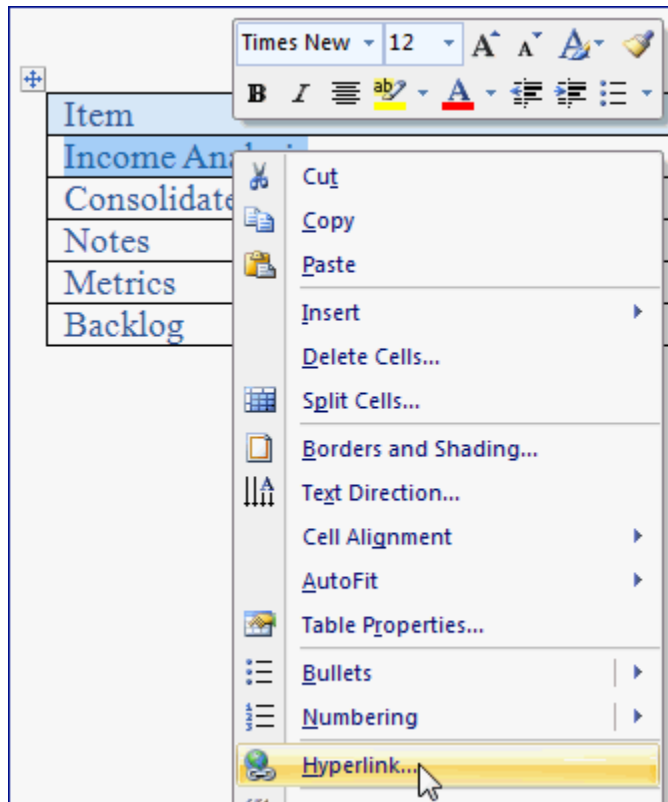 Times New 12
Item
Income An
Consolidate
Notes
Metrics
Backlog
Cut
Copy
Paste
Insert
Delete Cells...
Split Cells...
Borders and Shading...
Text Direction...
Cell Alignment
AutoFit
Table Properties...
Bullets
Numbering
Hyperlink...